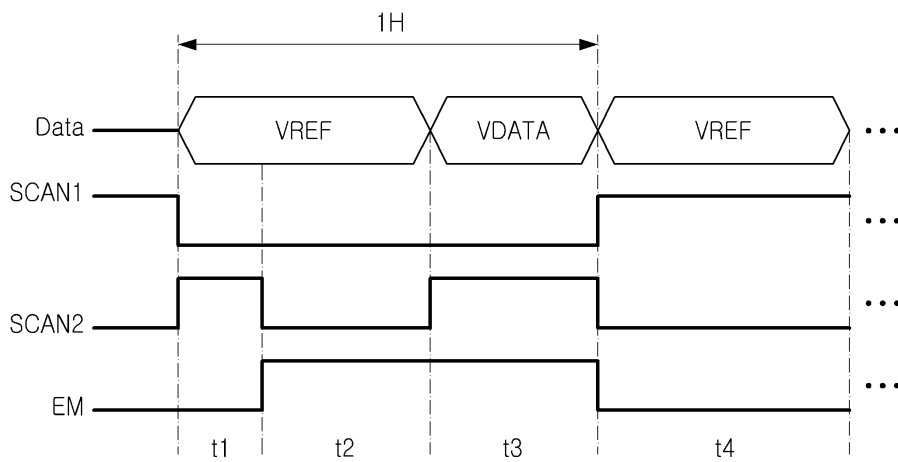 1H
Data VREF VDATA VREF ...
SCAN1 ...
SCAN2 ...
EM ...
t1 t2 t3 t4